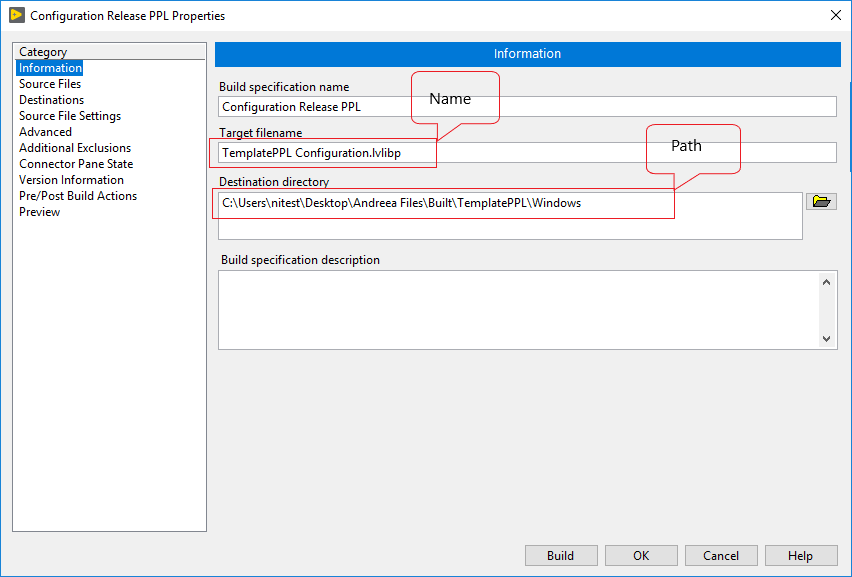 Configuration Release PPL Properties
Category
Information
Source Files
Destinations
Source File Settings
Advanced
Additional Exclusions
Connector Pane State
Version Information
Pre/Post Build Actions
Preview
Information
Build specification name
Configuration Release PPL
Name
Target filename
TemplatePPL Configuration.lvlibp
Path
Destination directory
C:\Users\nitest\Desktop\Andreea Files\Built\TemplatePPL\Windows
Build specification description
Build
OK
Cancel
Help